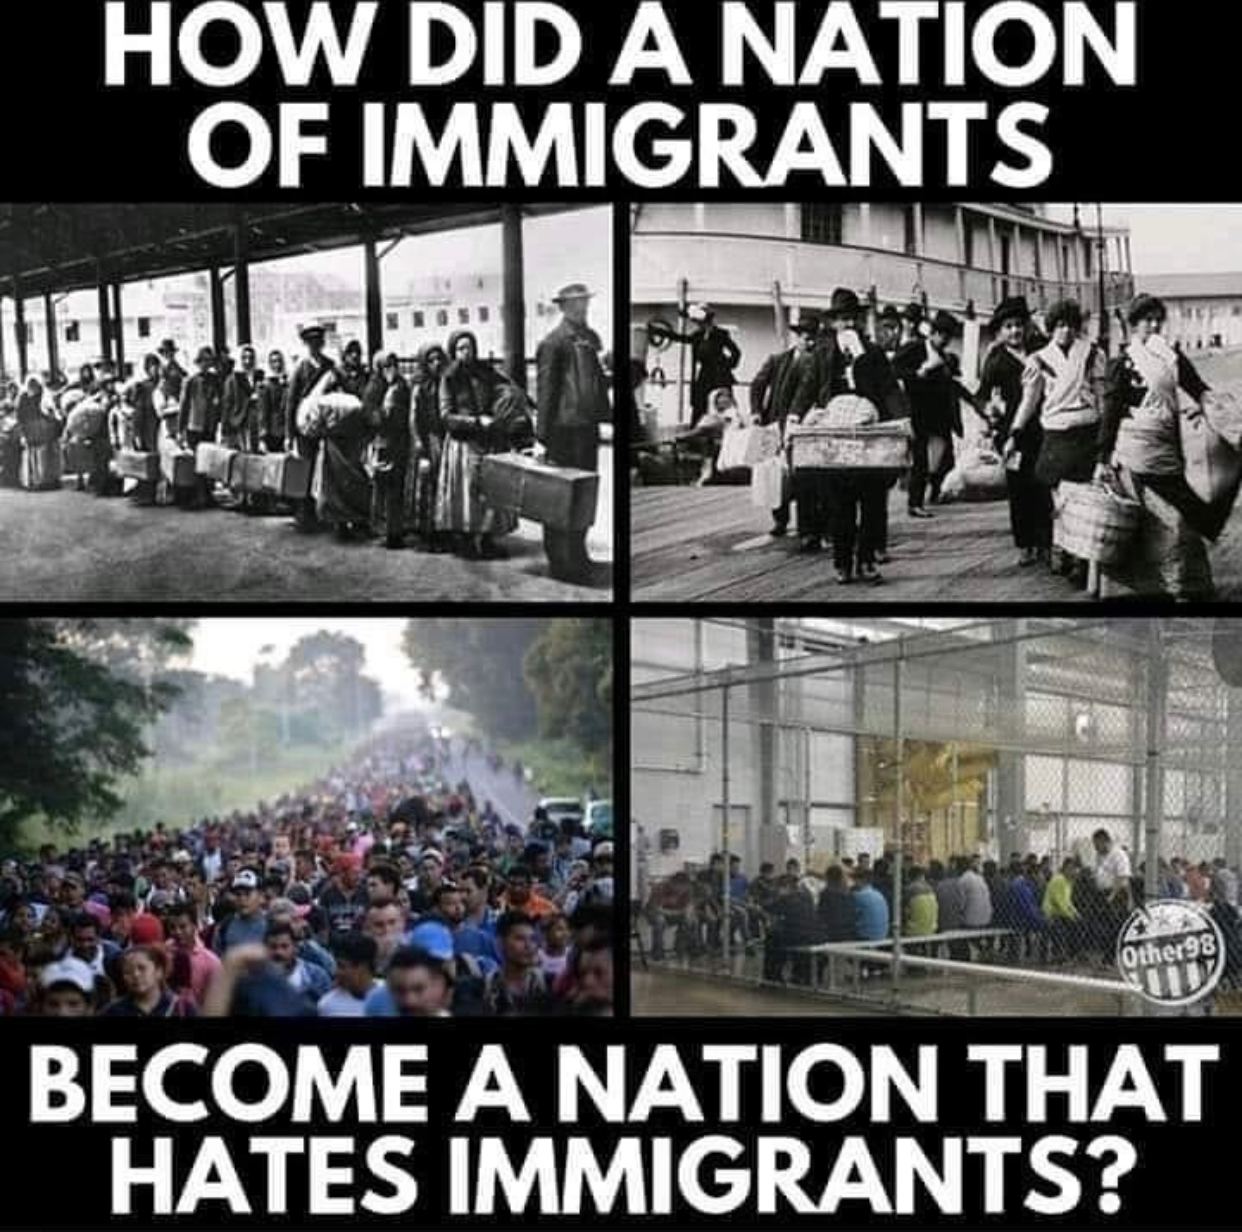 HOW DID A NATION
OF IMMIGRANTS
Other98
BECOME A NATION THAT
HATES IMMIGRANTS?